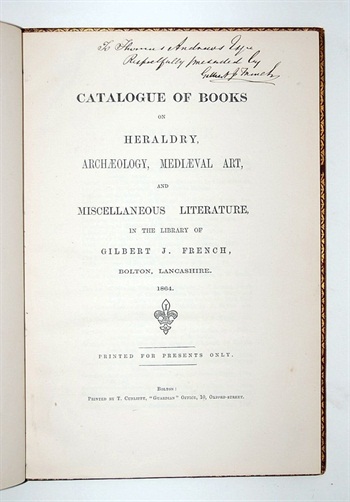 To Thomas Andrews Esqr
Respectfully presented by
Gilbert J. French
CATALOGUE OF BOOKS
ON
HERALDRY,
ARCHÆOLOGY, MEDIÆVAL ART,
AND
MISCELLANEOUS LITERATURE,
IN THE LIBRARY OF
GILBERT J. FRENCH,
BOLTON, LANCASHIRE.
1864.
PRINTED FOR PRESENTS ONLY.
BOLTON:
PRINTED BY T. CUNLIFFE, "GUARDIAN" OFFICE, 10, OXFORD-STREET.